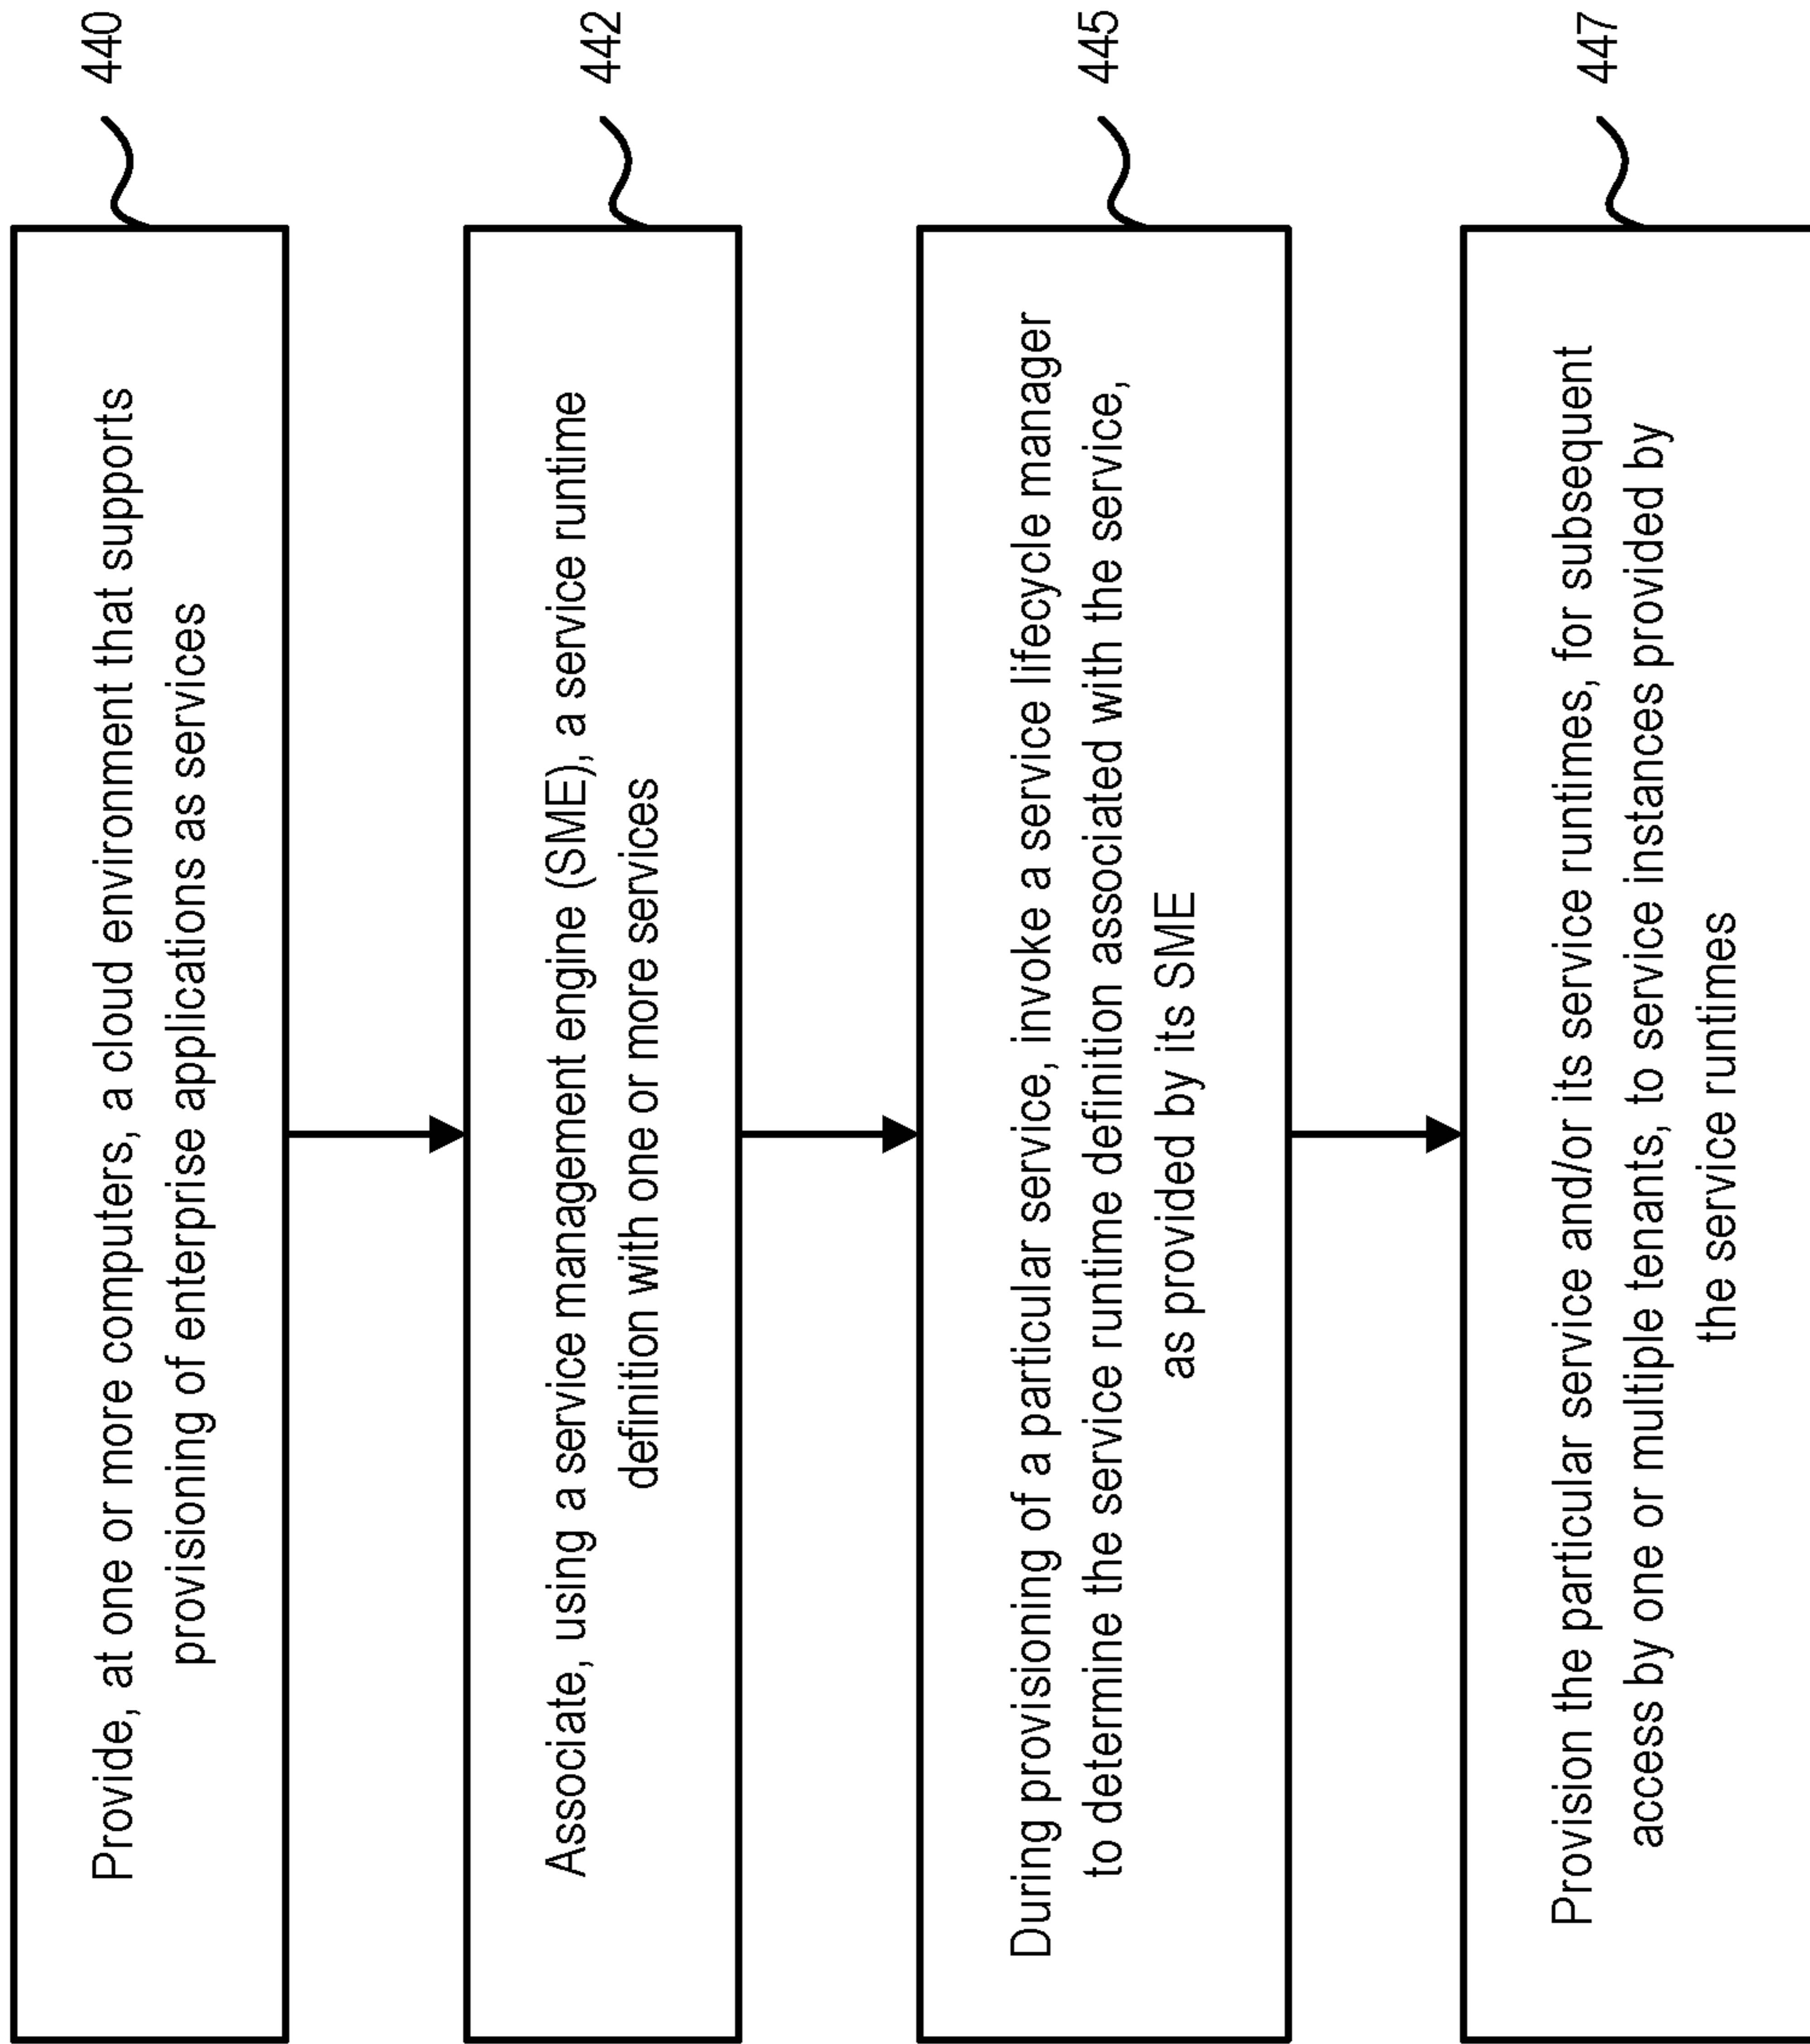 Provide, at one or more computers, a cloud environment that supports
provisioning of enterprise applications as services
440
Associate, using a service management engine (SME), a service runtime
definition with one or more services
442
During provisioning of a particular service, invoke a service lifecycle manager
to determine the service runtime definition associated with the service,
as provided by its SME
445
Provision the particular service and/or its service runtimes, for subsequent
access by one or multiple tenants, to service instances provided by
the service runtimes
447